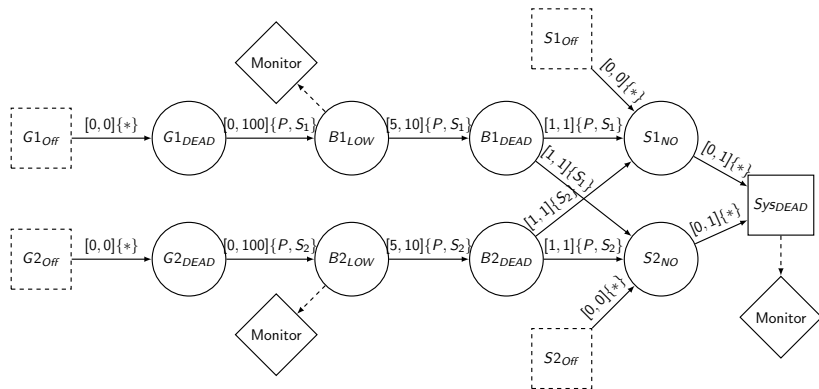 S1Off
Monitor
[0, 0]{*}
G1Off
[0, 0]{*}
G1DEAD
[0, 100]{P, S1}
B1LOW
[5, 10]{P, S1}
B1DEAD
[1, 1]{P, S1}
S1NO
[0, 1]{*}
[1, 1]{S1}
[1, 1]{S2}
SysDEAD
[0, 1]{*}
G2Off
[0, 0]{*}
G2DEAD
[0, 100]{P, S2}
B2LOW
[5, 10]{P, S2}
B2DEAD
[1, 1]{P, S2}
S2NO
[0, 0]{*}
Monitor
Monitor
S2Off